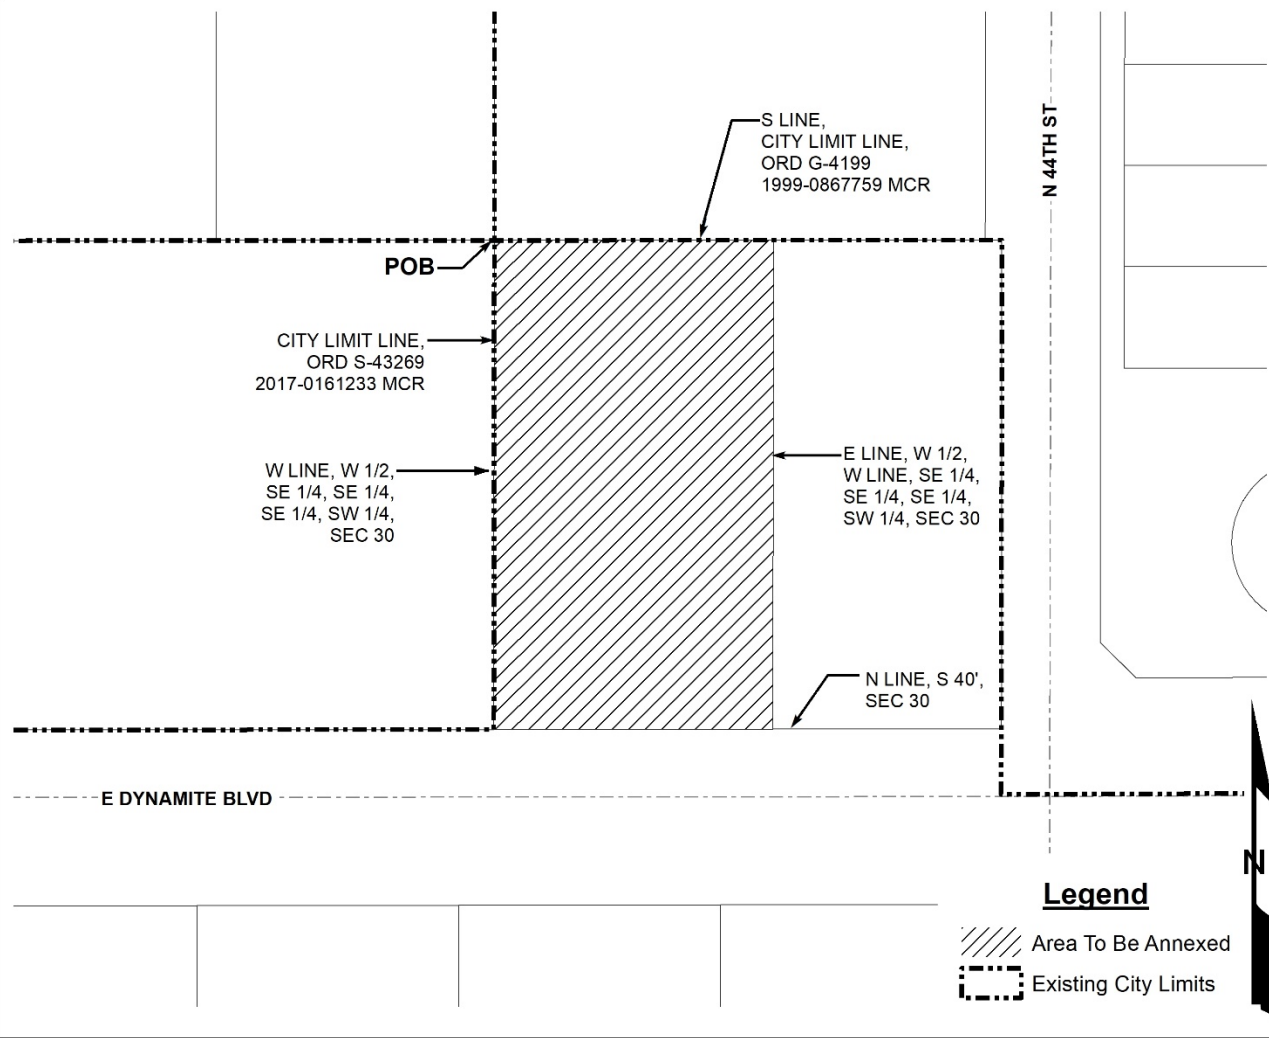 S LINE,
CITY LIMIT LINE,
ORD G-4199
1999-0867759 MCR
N 44TH ST
POB
CITY LIMIT LINE,
ORD S-43269
2017-0161233 MCR
W LINE, W 1/2,
SE 1/4, SE 1/4,
SE 1/4, SW 1/4,
SEC 30
E LINE, W 1/2,
W LINE, SE 1/4,
SE 1/4, SE 1/4,
SW 1/4, SEC 30
N LINE, S 40',
SEC 30
E DYNAMITE BLVD
N
Legend
Area To Be Annexed
Existing City Limits